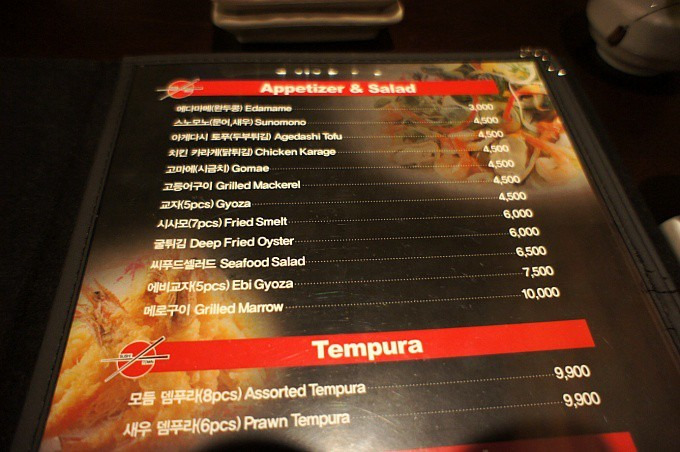 Appetizer & Salad
에다마메(완두콩) Edamame 3,000
스노모노(문어,새우) Sunomono 4,500
아게다시 토푸(두부튀김) Agedashi Tofu 4,500
치킨 카라게(닭튀김) Chicken Karage 4,500
고마에(시금치) Gomae 4,500
고등어구이 Grilled Mackerel 4,500
교자(5pcs) Gyoza 4,500
시사모(7pcs) Fried Smelt 6,000
굴튀김 Deep Fried Oyster 6,000
씨푸드샐러드 Seafood Salad 6,500
에비교자(5pcs) Ebi Gyoza 7,500
메로구이 Grilled Marrow 10,000
Tempura
모듬 뎀푸라(8pcs) Assorted Tempura 9,900
새우 뎀푸라(6pcs) Prawn Tempura 9,900